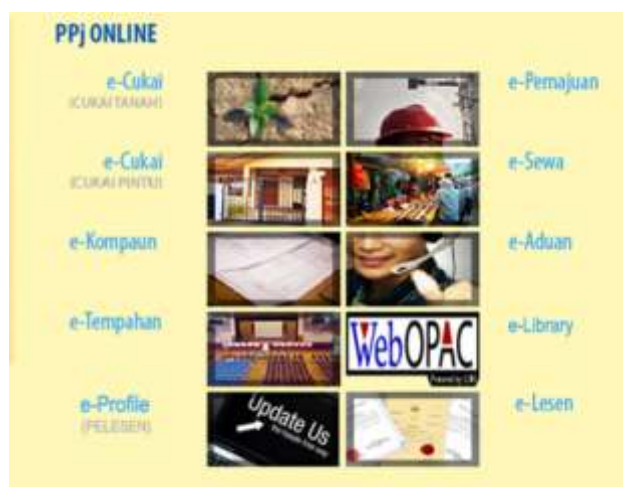 PPj ONLINE
e-Cukai
(CUKAI TANAH)
e-Pemajuan
e-Cukai
(CUKAI PINTU)
e-Sewa
e-Kompaun
e-Aduan
e-Tempahan
WebOPAC
e-Library
e-Profile
(PELESEN)
Update Us
e-Lesen